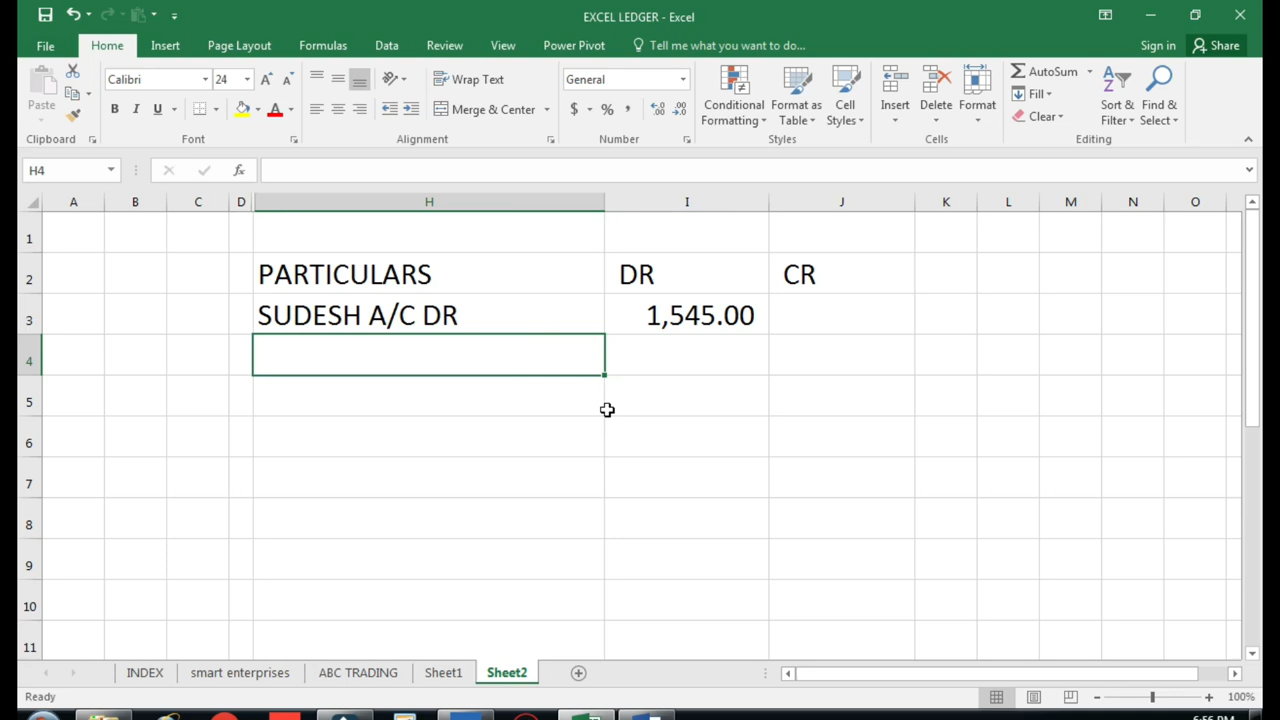 EXCEL LEDGER - Excel
File Home Insert Page Layout Formulas Data Review View Power Pivot Tell me what you want to do... Sign in Share
Paste
Calibri 24
A A
B I U
A
Wrap Text
Merge & Center
General
$ % ,
Conditional Formatting
Format as Table
Cell Styles
Insert
Delete
Format
AutoSum
Fill
Clear
Sort & Filter
Find & Select
Clipboard Font Alignment Number Styles Cells Editing
H4 fx
A B C D H I J K L M N O
1
2 PARTICULARS DR CR
3 SUDESH A/C DR 1,545.00
4
5
6
7
8
9
10
11
INDEX smart enterprises ABC TRADING Sheet1 Sheet2
Ready 100%